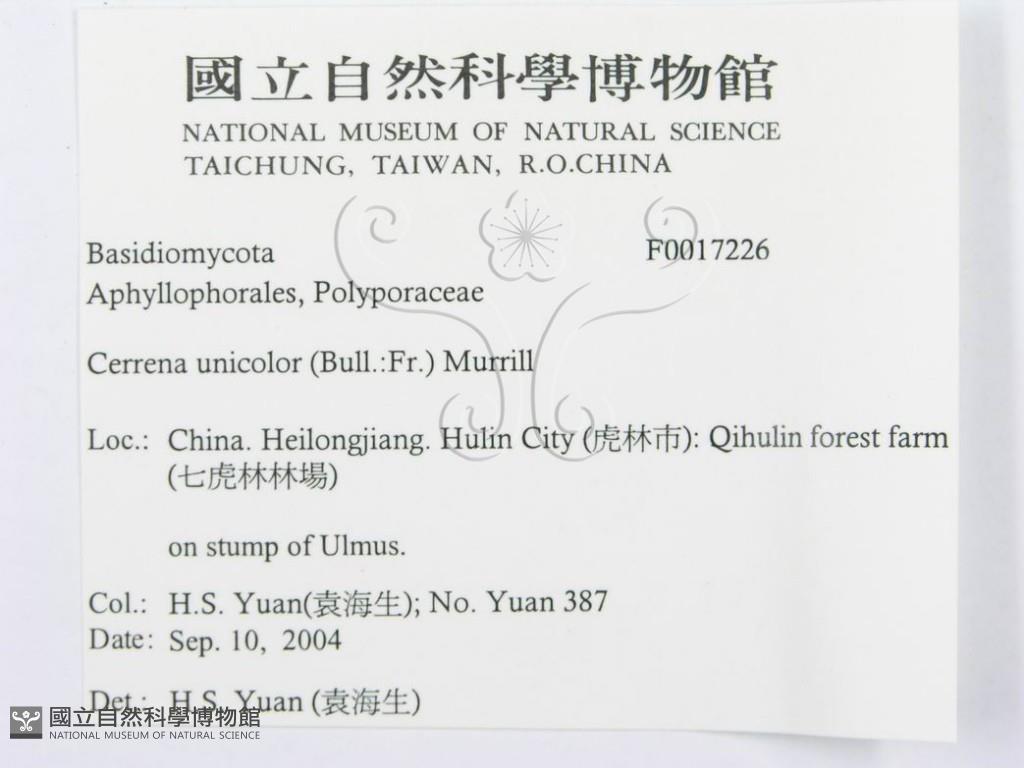 國立自然科學博物館
NATIONAL MUSEUM OF NATURAL SCIENCE
TAICHUNG, TAIWAN, R.O.CHINA
Basidiomycota F0017226
Aphyllophorales, Polyporaceae
Cerrena unicolor (Bull.:Fr.) Murrill
Loc.: China. Heilongjiang. Hulin City (虎林市): Qihulin forest farm
(七虎林林場)
on stump of Ulmus.
Col.: H.S. Yuan(袁海生); No. Yuan 387
Date: Sep. 10, 2004
Det.: H.S. Yuan (袁海生)
國立自然科學博物館
NATIONAL MUSEUM OF NATURAL SCIENCE